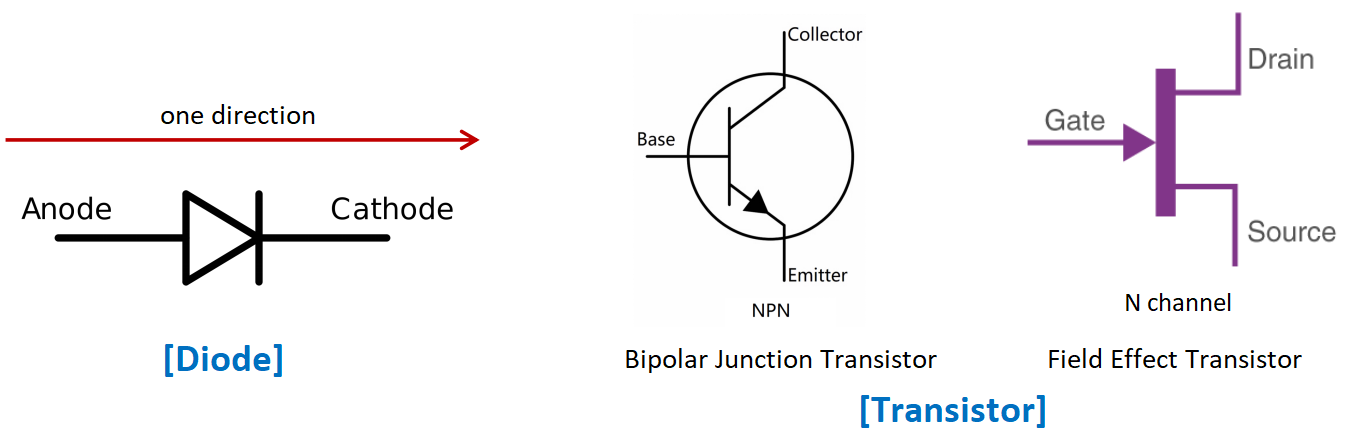 one direction
Anode
Cathode
[Diode]
Collector
Base
Emitter
NPN
Bipolar Junction Transistor
Drain
Gate
Source
N channel
Field Effect Transistor
[Transistor]